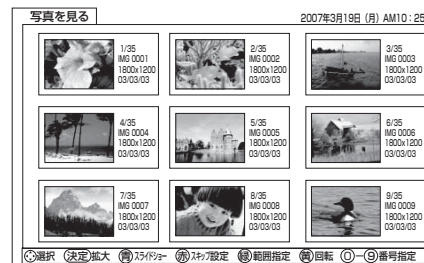 写真を見る
2007年3月19日 (月) AM10:25
1/35
IMG 0001
1800x1200
03/03/03
2/35
IMG 0002
1800x1200
03/03/03
3/35
IMG 0003
1800x1200
03/03/03
4/35
IMG 0004
1800x1200
03/03/03
5/35
IMG 0005
1800x1200
03/03/03
6/35
IMG 0006
1800x1200
03/03/03
7/35
IMG 0007
1800x1200
03/03/03
8/35
IMG 0008
1800x1200
03/03/03
9/35
IMG 0009
1800x1200
03/03/03
選択 決定拡大 青スライドショー 赤スキップ設定 緑範囲指定 黄回転 0-9番号指定